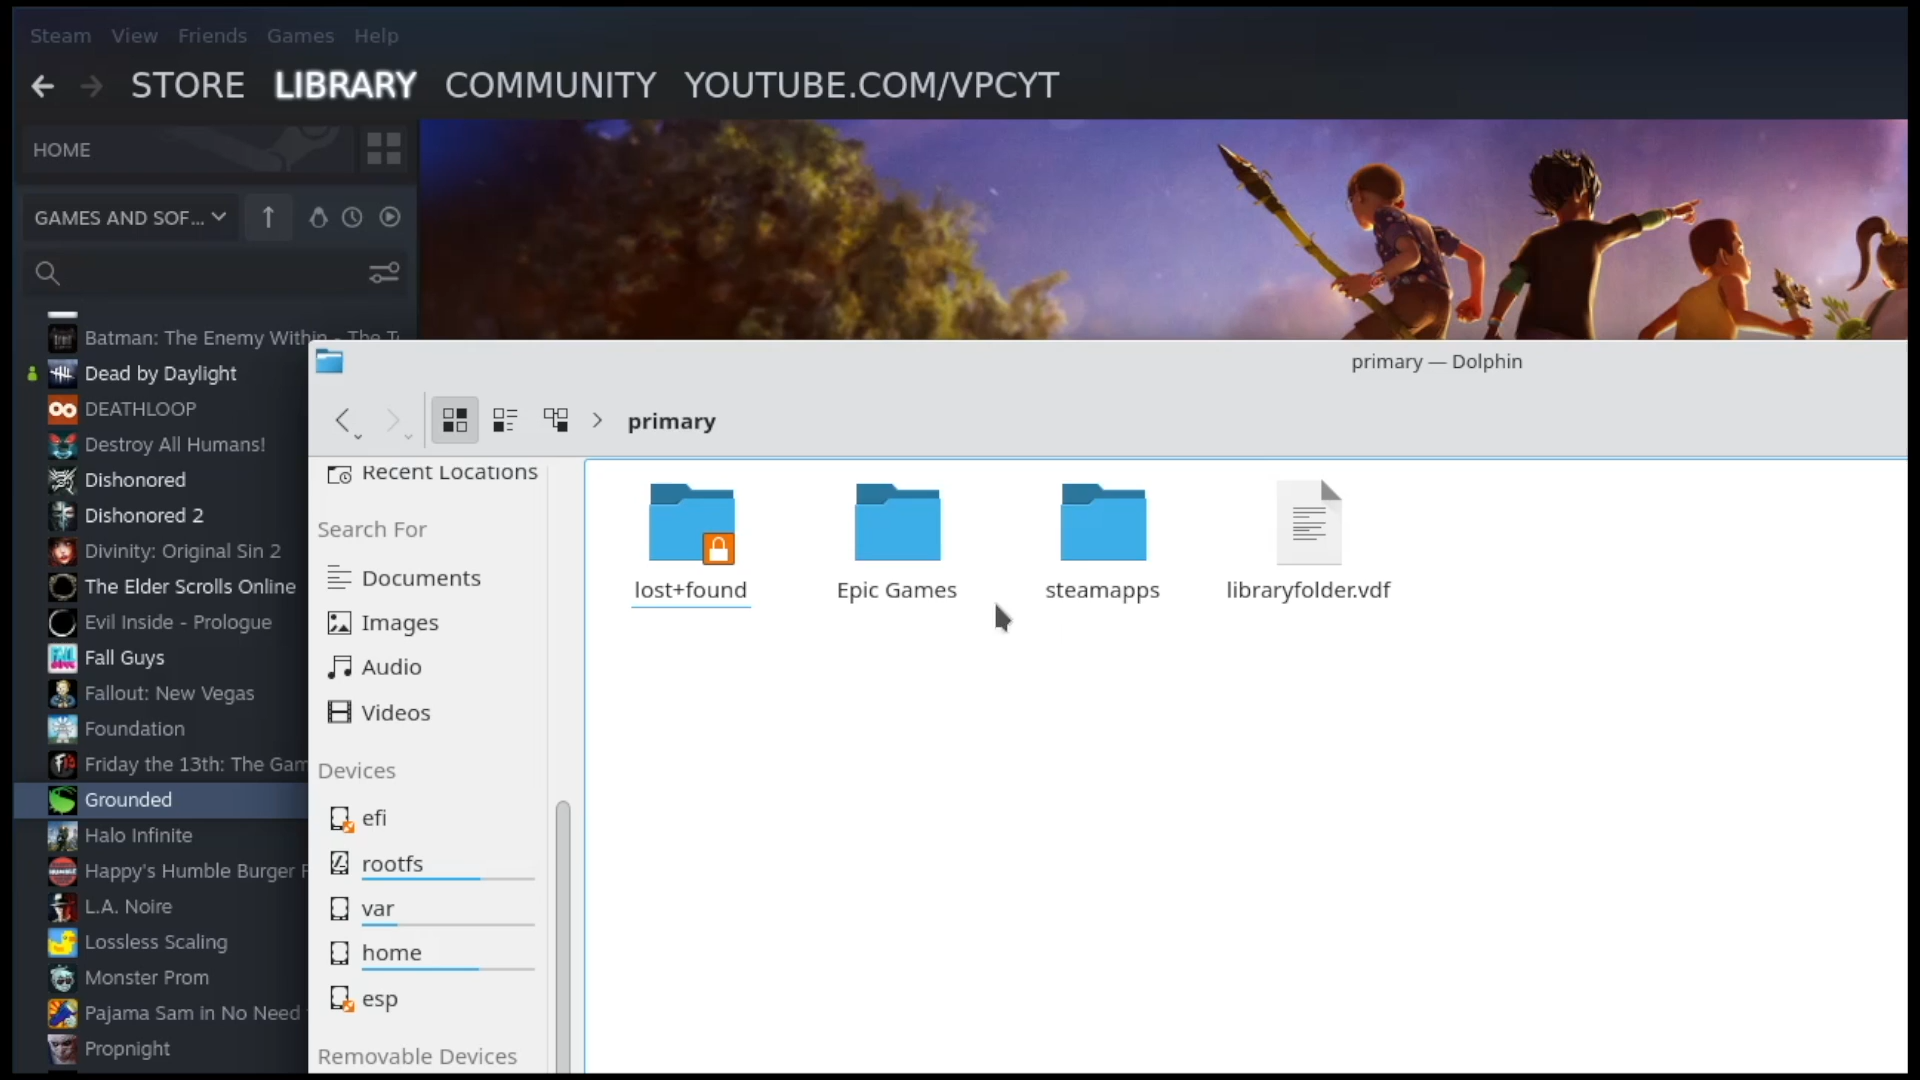 Steam View Friends Games Help
STORE LIBRARY COMMUNITY YOUTUBE.COM/VPCYT
HOME
GAMES AND SOF...
Batman: The Enemy Within - The T
Dead by Daylight
DEATHLOOP
Destroy All Humans!
Dishonored
Dishonored 2
Divinity: Original Sin 2
The Elder Scrolls Online
Evil Inside - Prologue
Fall Guys
Fallout: New Vegas
Foundation
Friday the 13th: The Gam
Grounded
Halo Infinite
Happy's Humble Burger F
L.A. Noire
Lossless Scaling
Monster Prom
Pajama Sam in No Need
Propnight
primary — Dolphin
primary
Recent Locations
Search For
Documents
Images
Audio
Videos
Devices
efi
rootfs
var
home
esp
Removable Devices
lost+found
Epic Games
steamapps
libraryfolder.vdf